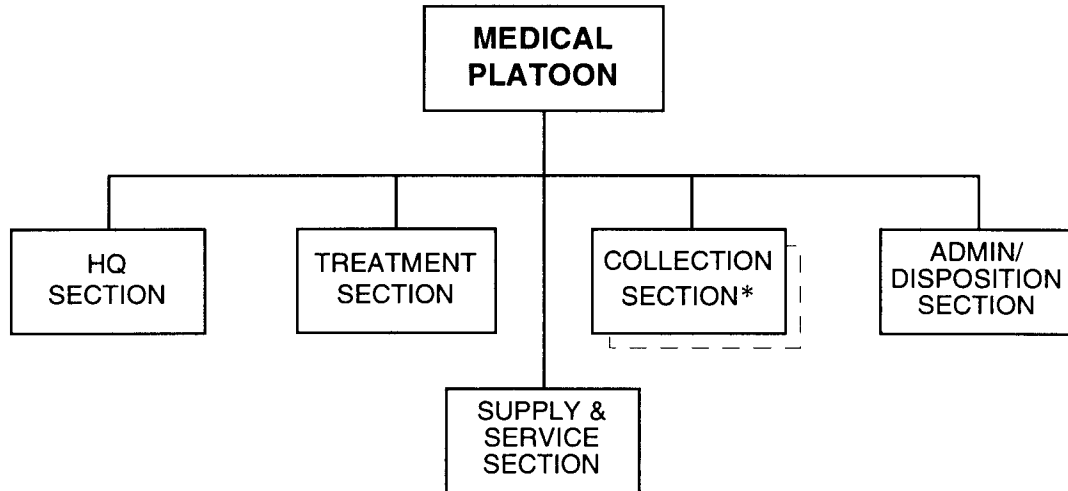 MEDICAL
PLATOON
HQ
SECTION
TREATMENT
SECTION
COLLECTION
SECTION*
ADMIN/
DISPOSITION
SECTION
SUPPLY &
SERVICE
SECTION